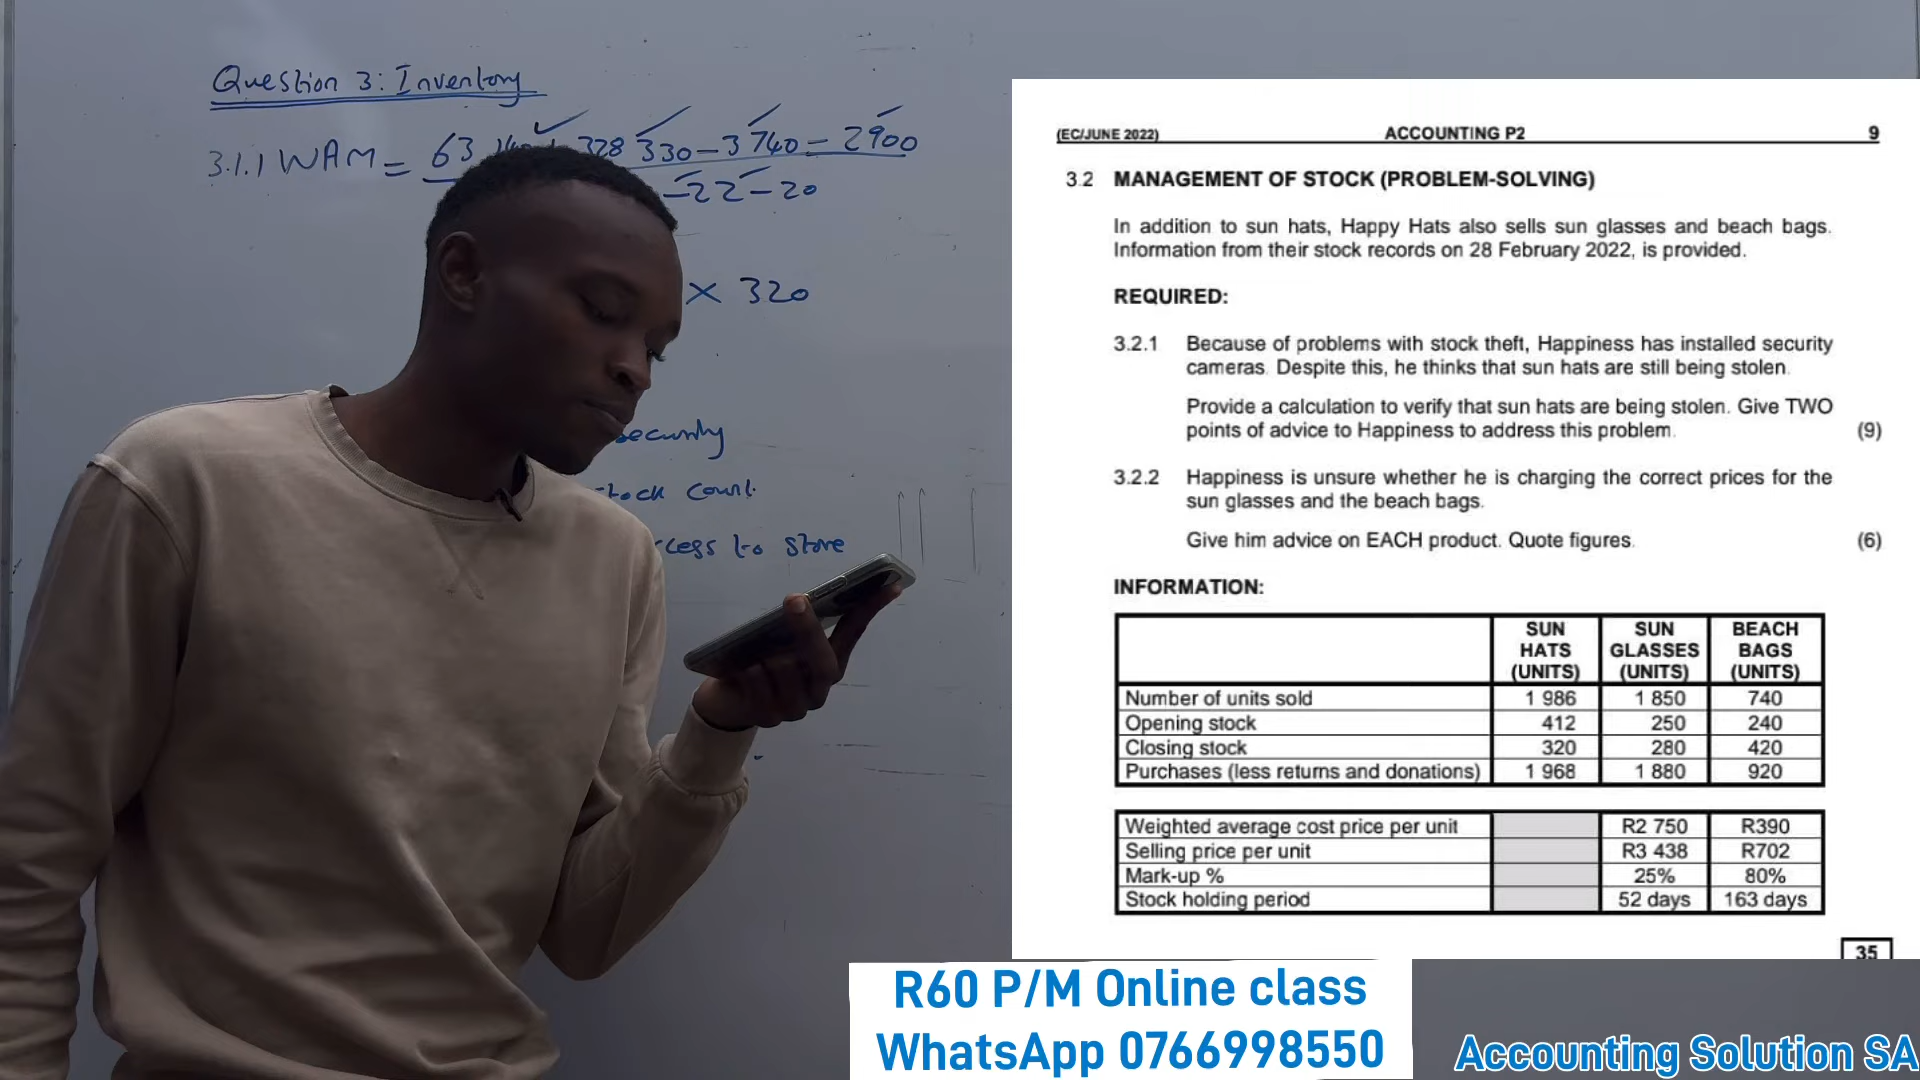 Question 3: Inventory
3.1.1 WAM = 63 328 330 - 3 740 - 2900
- 22 - 20
× 320
security
stock count
access to store
(EC/JUNE 2022) ACCOUNTING P2 9
3.2 MANAGEMENT OF STOCK (PROBLEM-SOLVING)
In addition to sun hats, Happy Hats also sells sun glasses and beach bags.
Information from their stock records on 28 February 2022, is provided.
REQUIRED:
3.2.1 Because of problems with stock theft, Happiness has installed security
cameras. Despite this, he thinks that sun hats are still being stolen.
Provide a calculation to verify that sun hats are being stolen. Give TWO
points of advice to Happiness to address this problem. (9)
3.2.2 Happiness is unsure whether he is charging the correct prices for the
sun glasses and the beach bags.
Give him advice on EACH product. Quote figures. (6)
INFORMATION:
SUN HATS (UNITS) SUN GLASSES (UNITS) BEACH BAGS (UNITS)
Number of units sold 1 986 1 850 740
Opening stock 412 250 240
Closing stock 320 280 420
Purchases (less returns and donations) 1 968 1 880 920
Weighted average cost price per unit R2 750 R390
Selling price per unit R3 438 R702
Mark-up % 25% 80%
Stock holding period 52 days 163 days
35
R60 P/M Online class
WhatsApp 0766998550
Accounting Solution SA